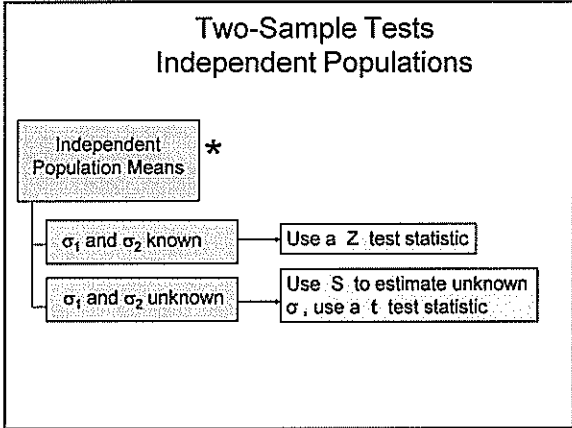 Two-Sample Tests
Independent Populations
Independent
Population Means
*
σ₁ and σ₂ known
Use a Z test statistic
σ₁ and σ₂ unknown
Use S to estimate unknown
σ, use a t test statistic